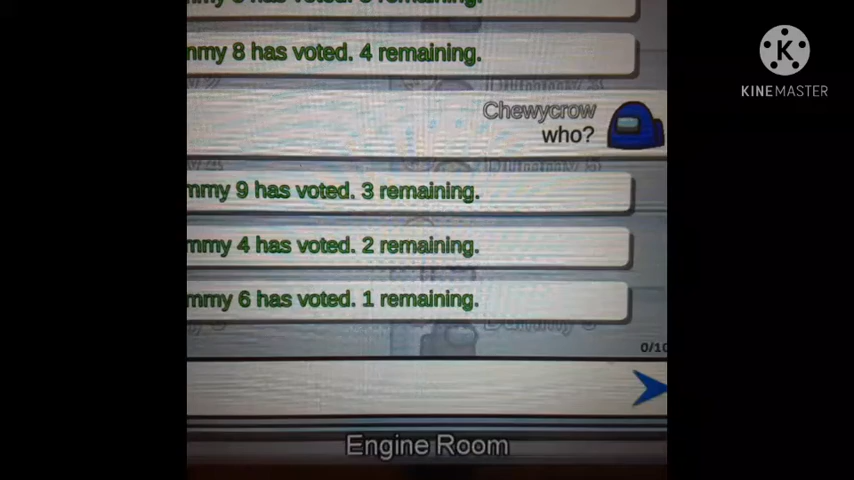 mmy 8 has voted. 4 remaining.
Chewycrow
who?
mmy 9 has voted. 3 remaining.
mmy 4 has voted. 2 remaining.
mmy 6 has voted. 1 remaining.
0/10
Engine Room
KINEMASTER